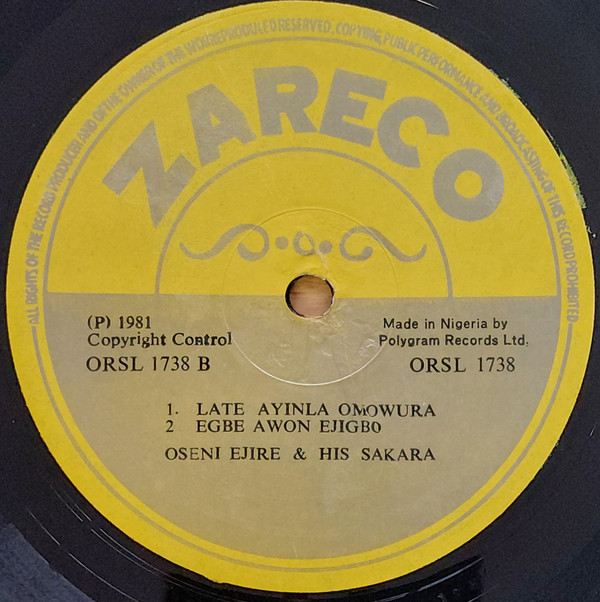 ALL RIGHTS OF THE RECORD PRODUCER AND OF THE OWNER OF THE WORK REPRODUCED RESERVED. COPYING, PUBLIC PERFORMANCE AND BROADCASTING OF THIS RECORD PROHIBITED
ZARECO
(P) 1981
Copyright Control
ORSL 1738 B
Made in Nigeria by
Polygram Records Ltd.
ORSL 1738
1. LATE AYINLA OMOWURA
2 EGBE AWON EJIGBO
OSENI EJIRE & HIS SAKARA